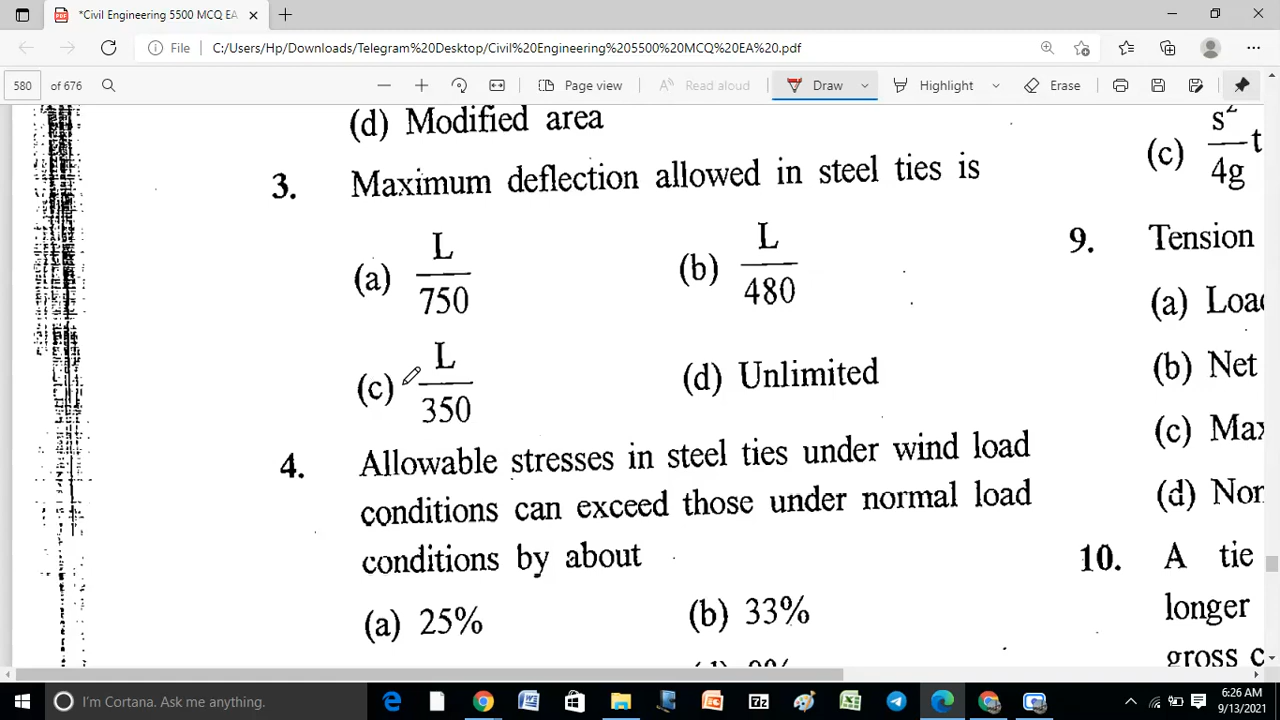 *Civil Engineering 5500 MCQ EA
File
C:/Users/Hp/Downloads/Telegram%20Desktop/Civil%20Engineering%205500%20MCQ%20EA%20.pdf
580 of 676
Page view
Read aloud
Draw
Highlight
Erase
(d) Modified area
3. Maximum deflection allowed in steel ties is
(a) L/750
(b) L/480
(c) L/350
(d) Unlimited
4. Allowable stresses in steel ties under wind load
conditions can exceed those under normal load
conditions by about
(a) 25%
(b) 33%
(c) s²/4g t
9. Tension
(a) Loa
(b) Net
(c) Max
(d) Nor
10. A tie
longer
gross c
I'm Cortana. Ask me anything.
6:26 AM
9/13/2021